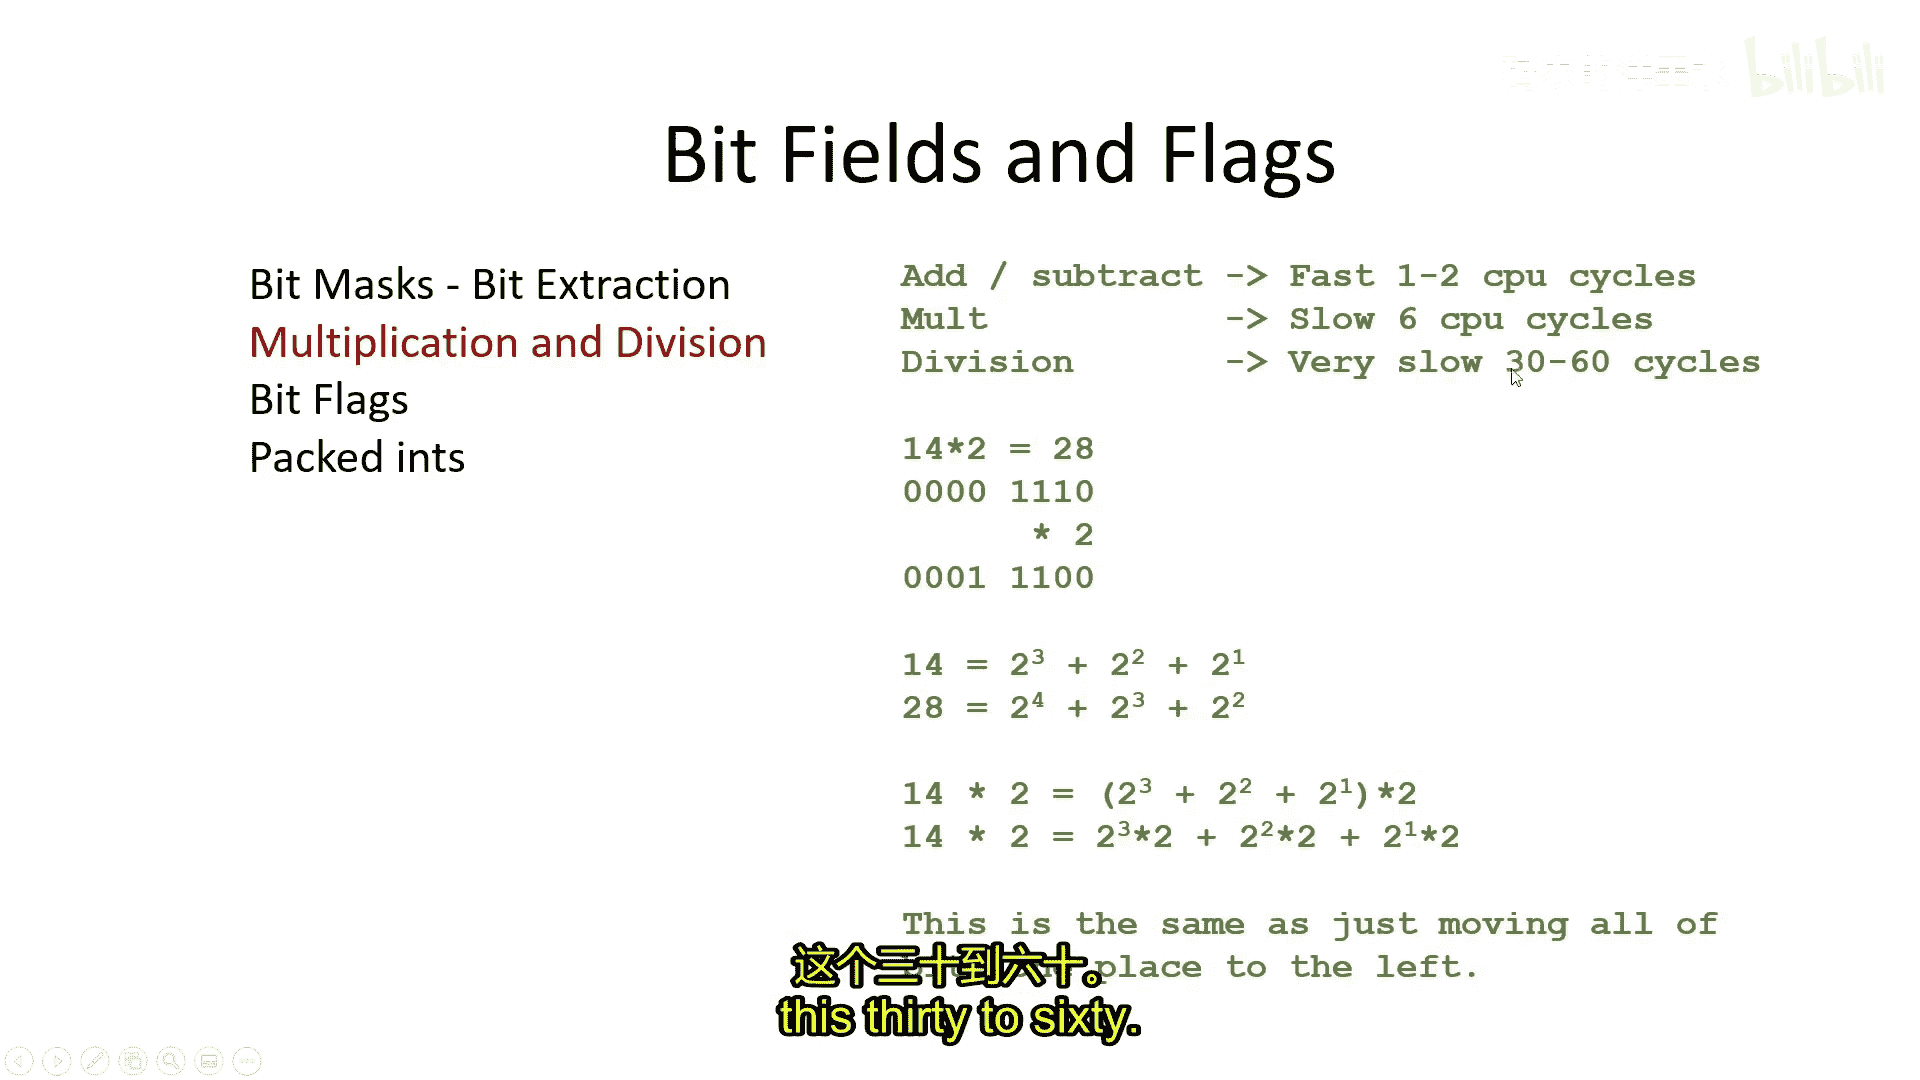 bilibili
Bit Fields and Flags
Bit Masks - Bit Extraction
Multiplication and Division
Bit Flags
Packed ints
Add / subtract -> Fast 1-2 cpu cycles
Mult -> Slow 6 cpu cycles
Division -> Very slow 30-60 cycles
14*2 = 28
0000 1110
* 2
0001 1100
14 = 2³ + 2² + 2¹
28 = 2⁴ + 2³ + 2²
14 * 2 = (2³ + 2² + 2¹)*2
14 * 2 = 2³*2 + 2²*2 + 2¹*2
This is the same as just moving all of
place to the left.
这个三十到六十。
this thirty to sixty.